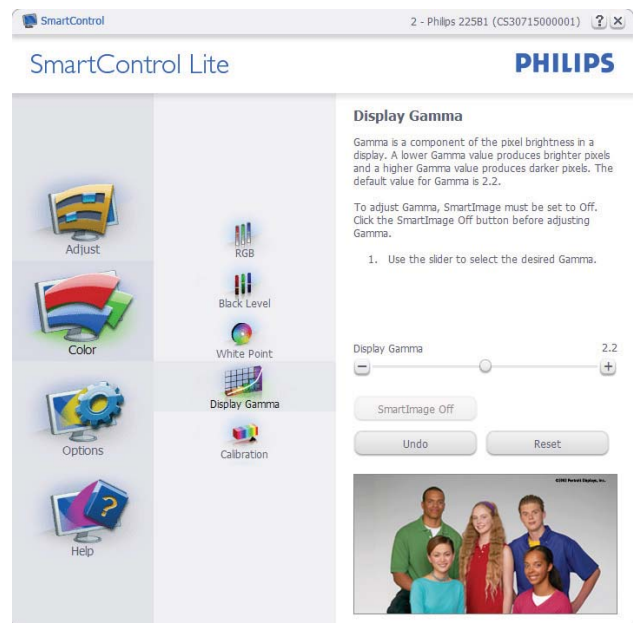 SmartControl
2 - Philips 225B1 (CS30715000001)
?
SmartControl Lite
PHILIPS
Adjust
Color
Options
Help
RGB
Black Level
White Point
Display Gamma
Calibration
Display Gamma
Gamma is a component of the pixel brightness in a
display. A lower Gamma value produces brighter pixels
and a higher Gamma value produces darker pixels. The
default value for Gamma is 2.2.
To adjust Gamma, SmartImage must be set to Off.
Click the SmartImage Off button before adjusting
Gamma.
1. Use the slider to select the desired Gamma.
Display Gamma
2.2
SmartImage Off
Undo
Reset